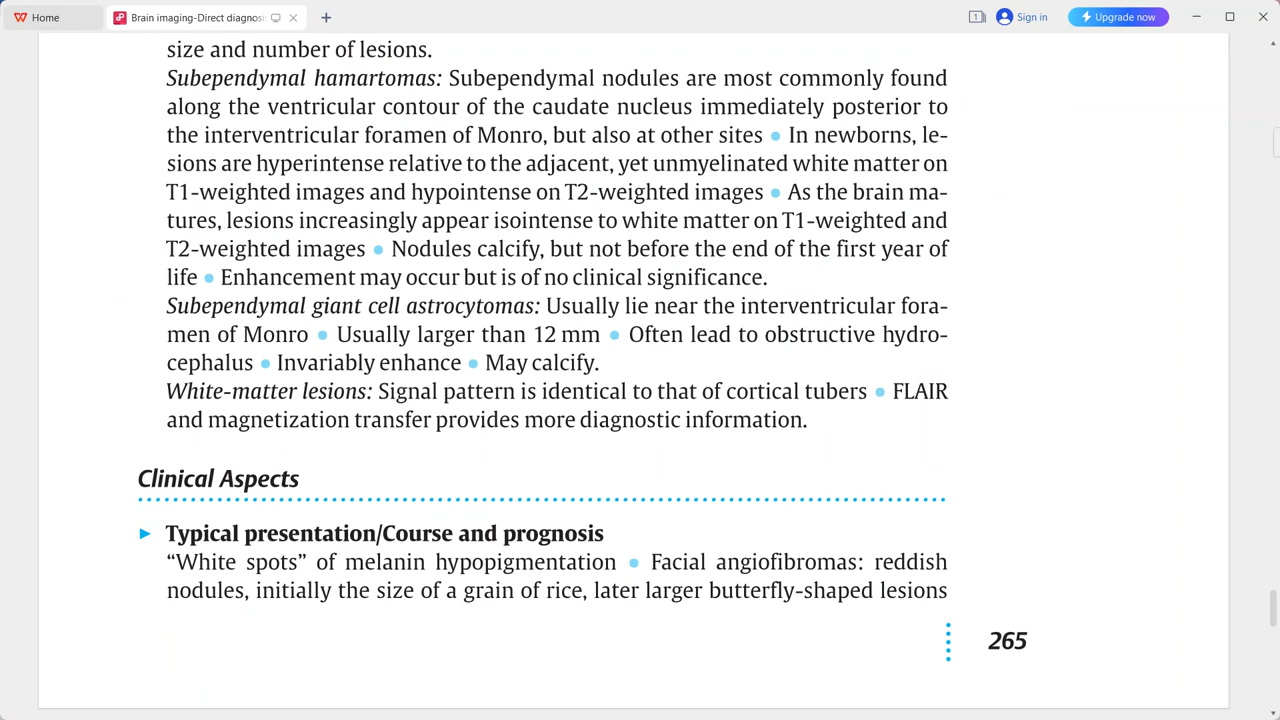 Home
Brain imaging-Direct diagnosi
1
Sign in
Upgrade now
size and number of lesions.
Subependymal hamartomas: Subependymal nodules are most commonly found
along the ventricular contour of the caudate nucleus immediately posterior to
the interventricular foramen of Monro, but also at other sites • In newborns, le-
sions are hyperintense relative to the adjacent, yet unmyelinated white matter on
T1-weighted images and hypointense on T2-weighted images • As the brain ma-
tures, lesions increasingly appear isointense to white matter on T1-weighted and
T2-weighted images • Nodules calcify, but not before the end of the first year of
life • Enhancement may occur but is of no clinical significance.
Subependymal giant cell astrocytomas: Usually lie near the interventricular fora-
men of Monro • Usually larger than 12 mm • Often lead to obstructive hydro-
cephalus • Invariably enhance • May calcify.
White-matter lesions: Signal pattern is identical to that of cortical tubers • FLAIR
and magnetization transfer provides more diagnostic information.
Clinical Aspects
► Typical presentation/Course and prognosis
“White spots” of melanin hypopigmentation • Facial angiofibromas: reddish
nodules, initially the size of a grain of rice, later larger butterfly-shaped lesions
265